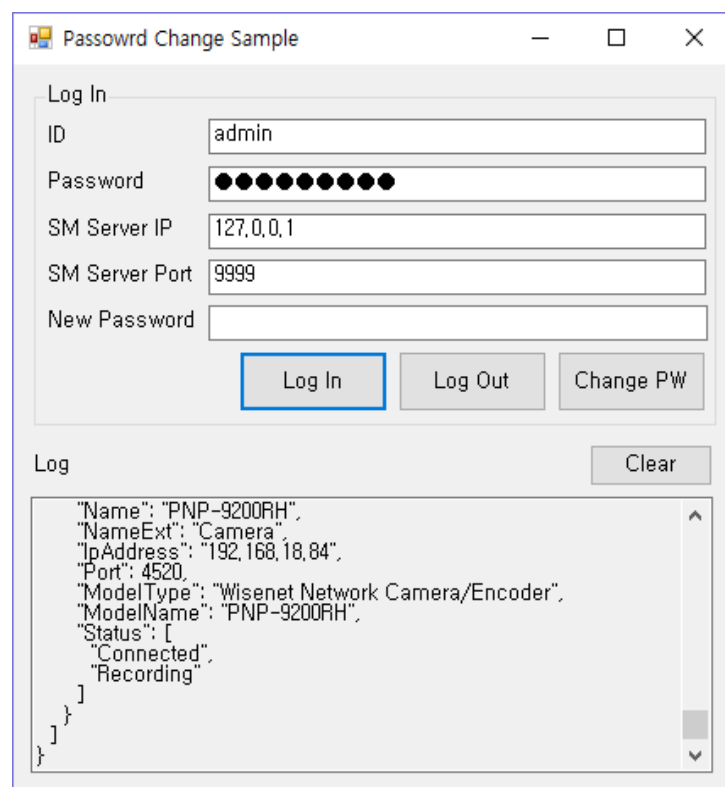 Passowrd Change Sample
Log In
ID admin
Password ●●●●●●●●●
SM Server IP 127,0,0,1
SM Server Port 9999
New Password
Log In Log Out Change PW
Log Clear
"Name": "PNP-9200RH",
"NameExt": "Camera",
"IpAddress": "192,168,18,84",
"Port": 4520,
"ModelType": "Wisenet Network Camera/Encoder",
"ModelName": "PNP-9200RH",
"Status": [
"Connected",
"Recording"
]
}
]
}